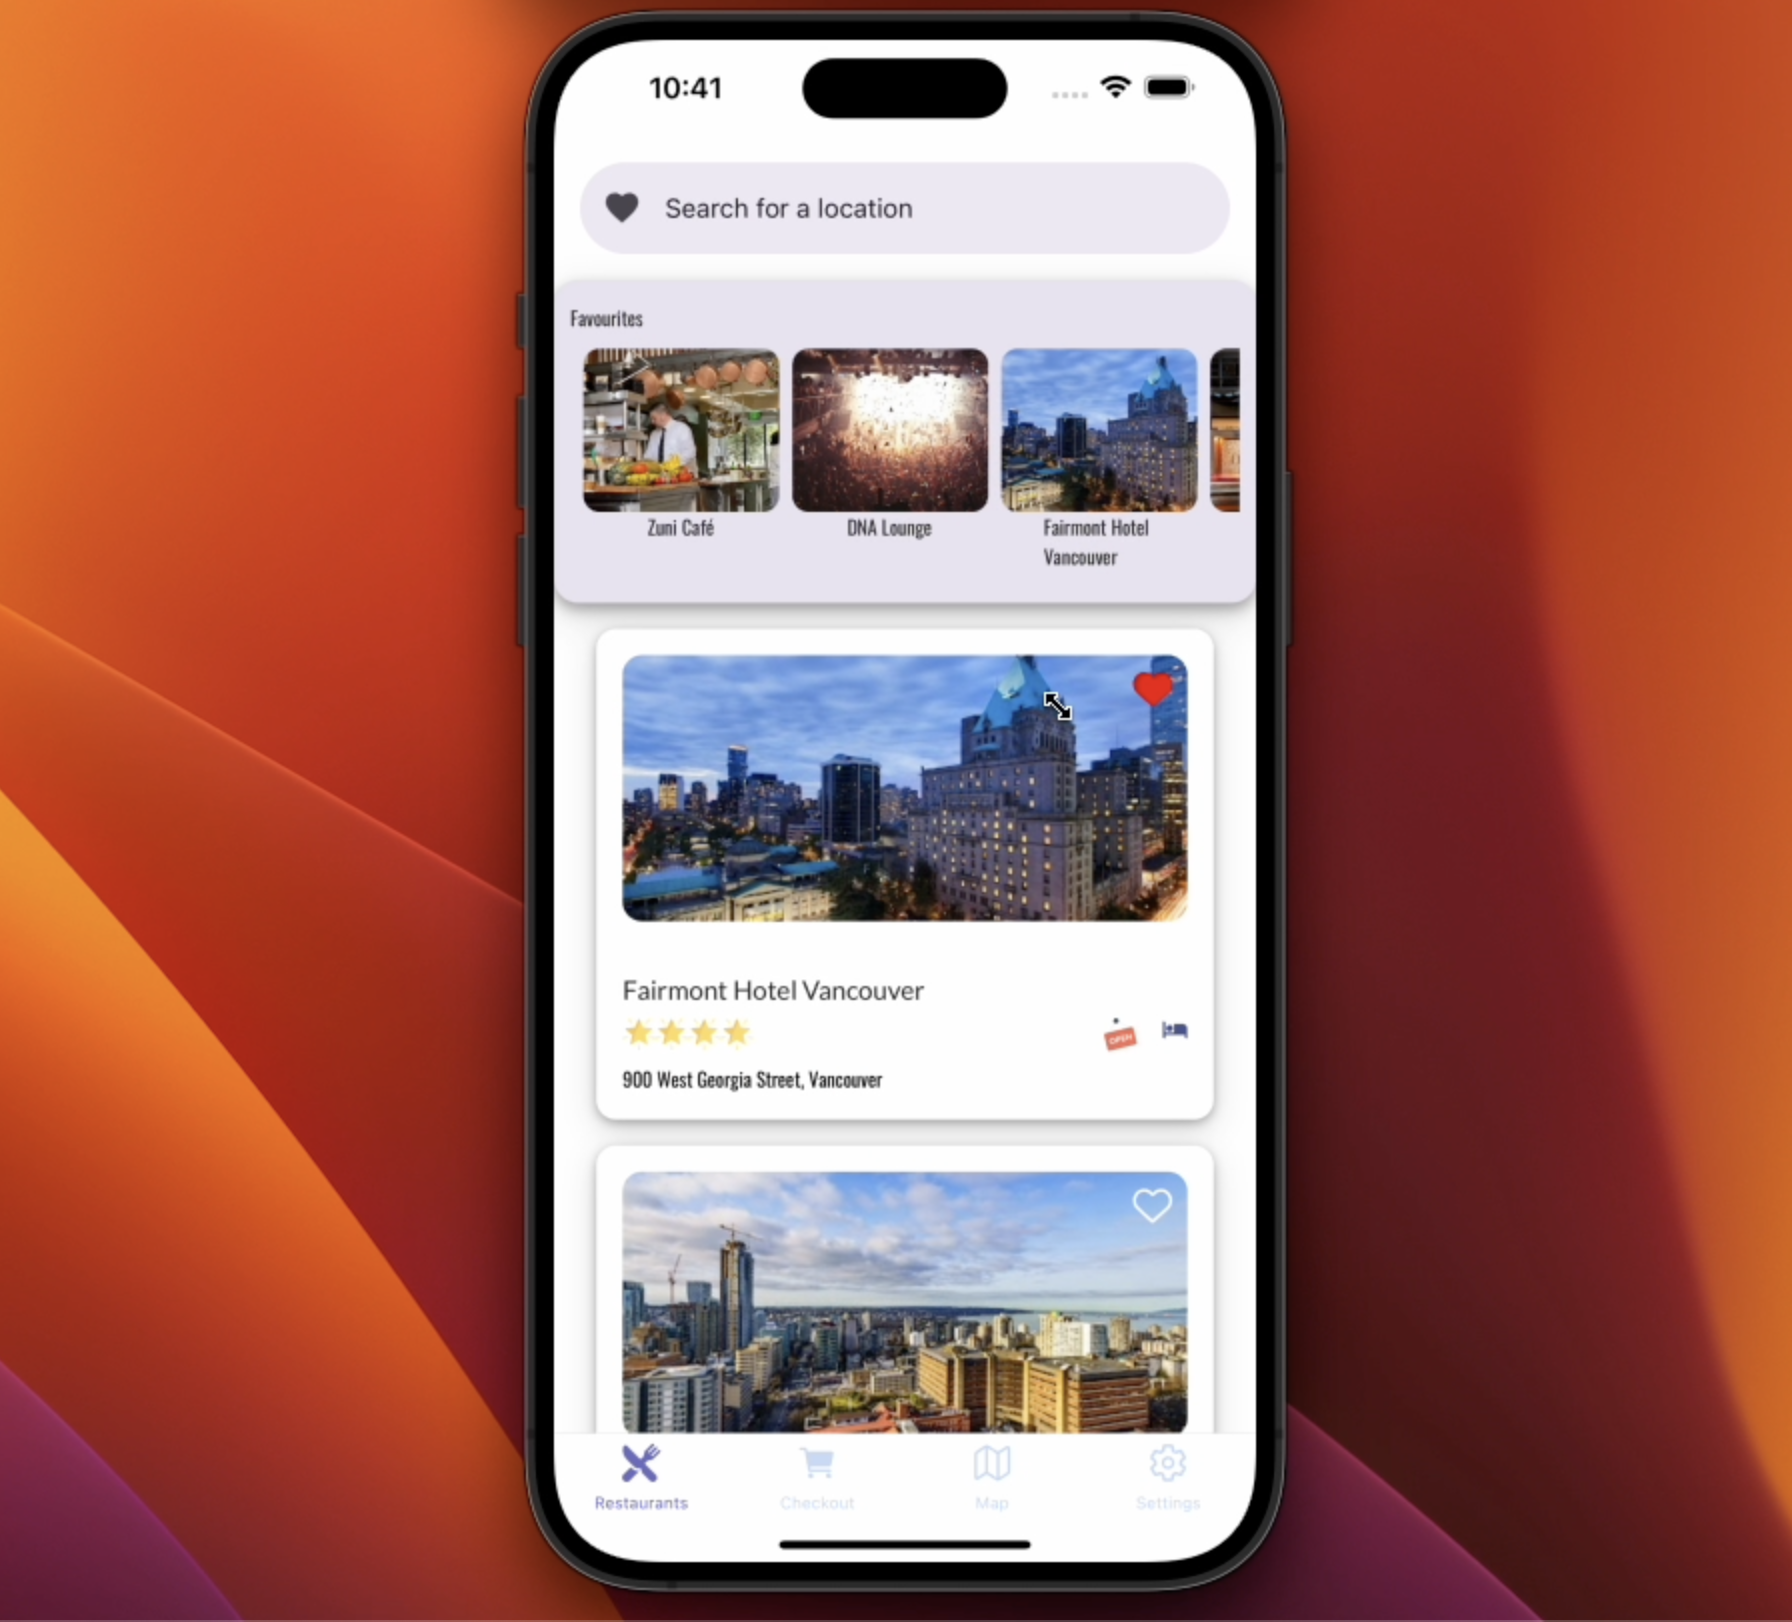 10:41
Search for a location
Favourites
Zuni Café
DNA Lounge
Fairmont Hotel
Vancouver
Fairmont Hotel Vancouver
OPEN
900 West Georgia Street, Vancouver
Restaurants
Checkout
Map
Settings